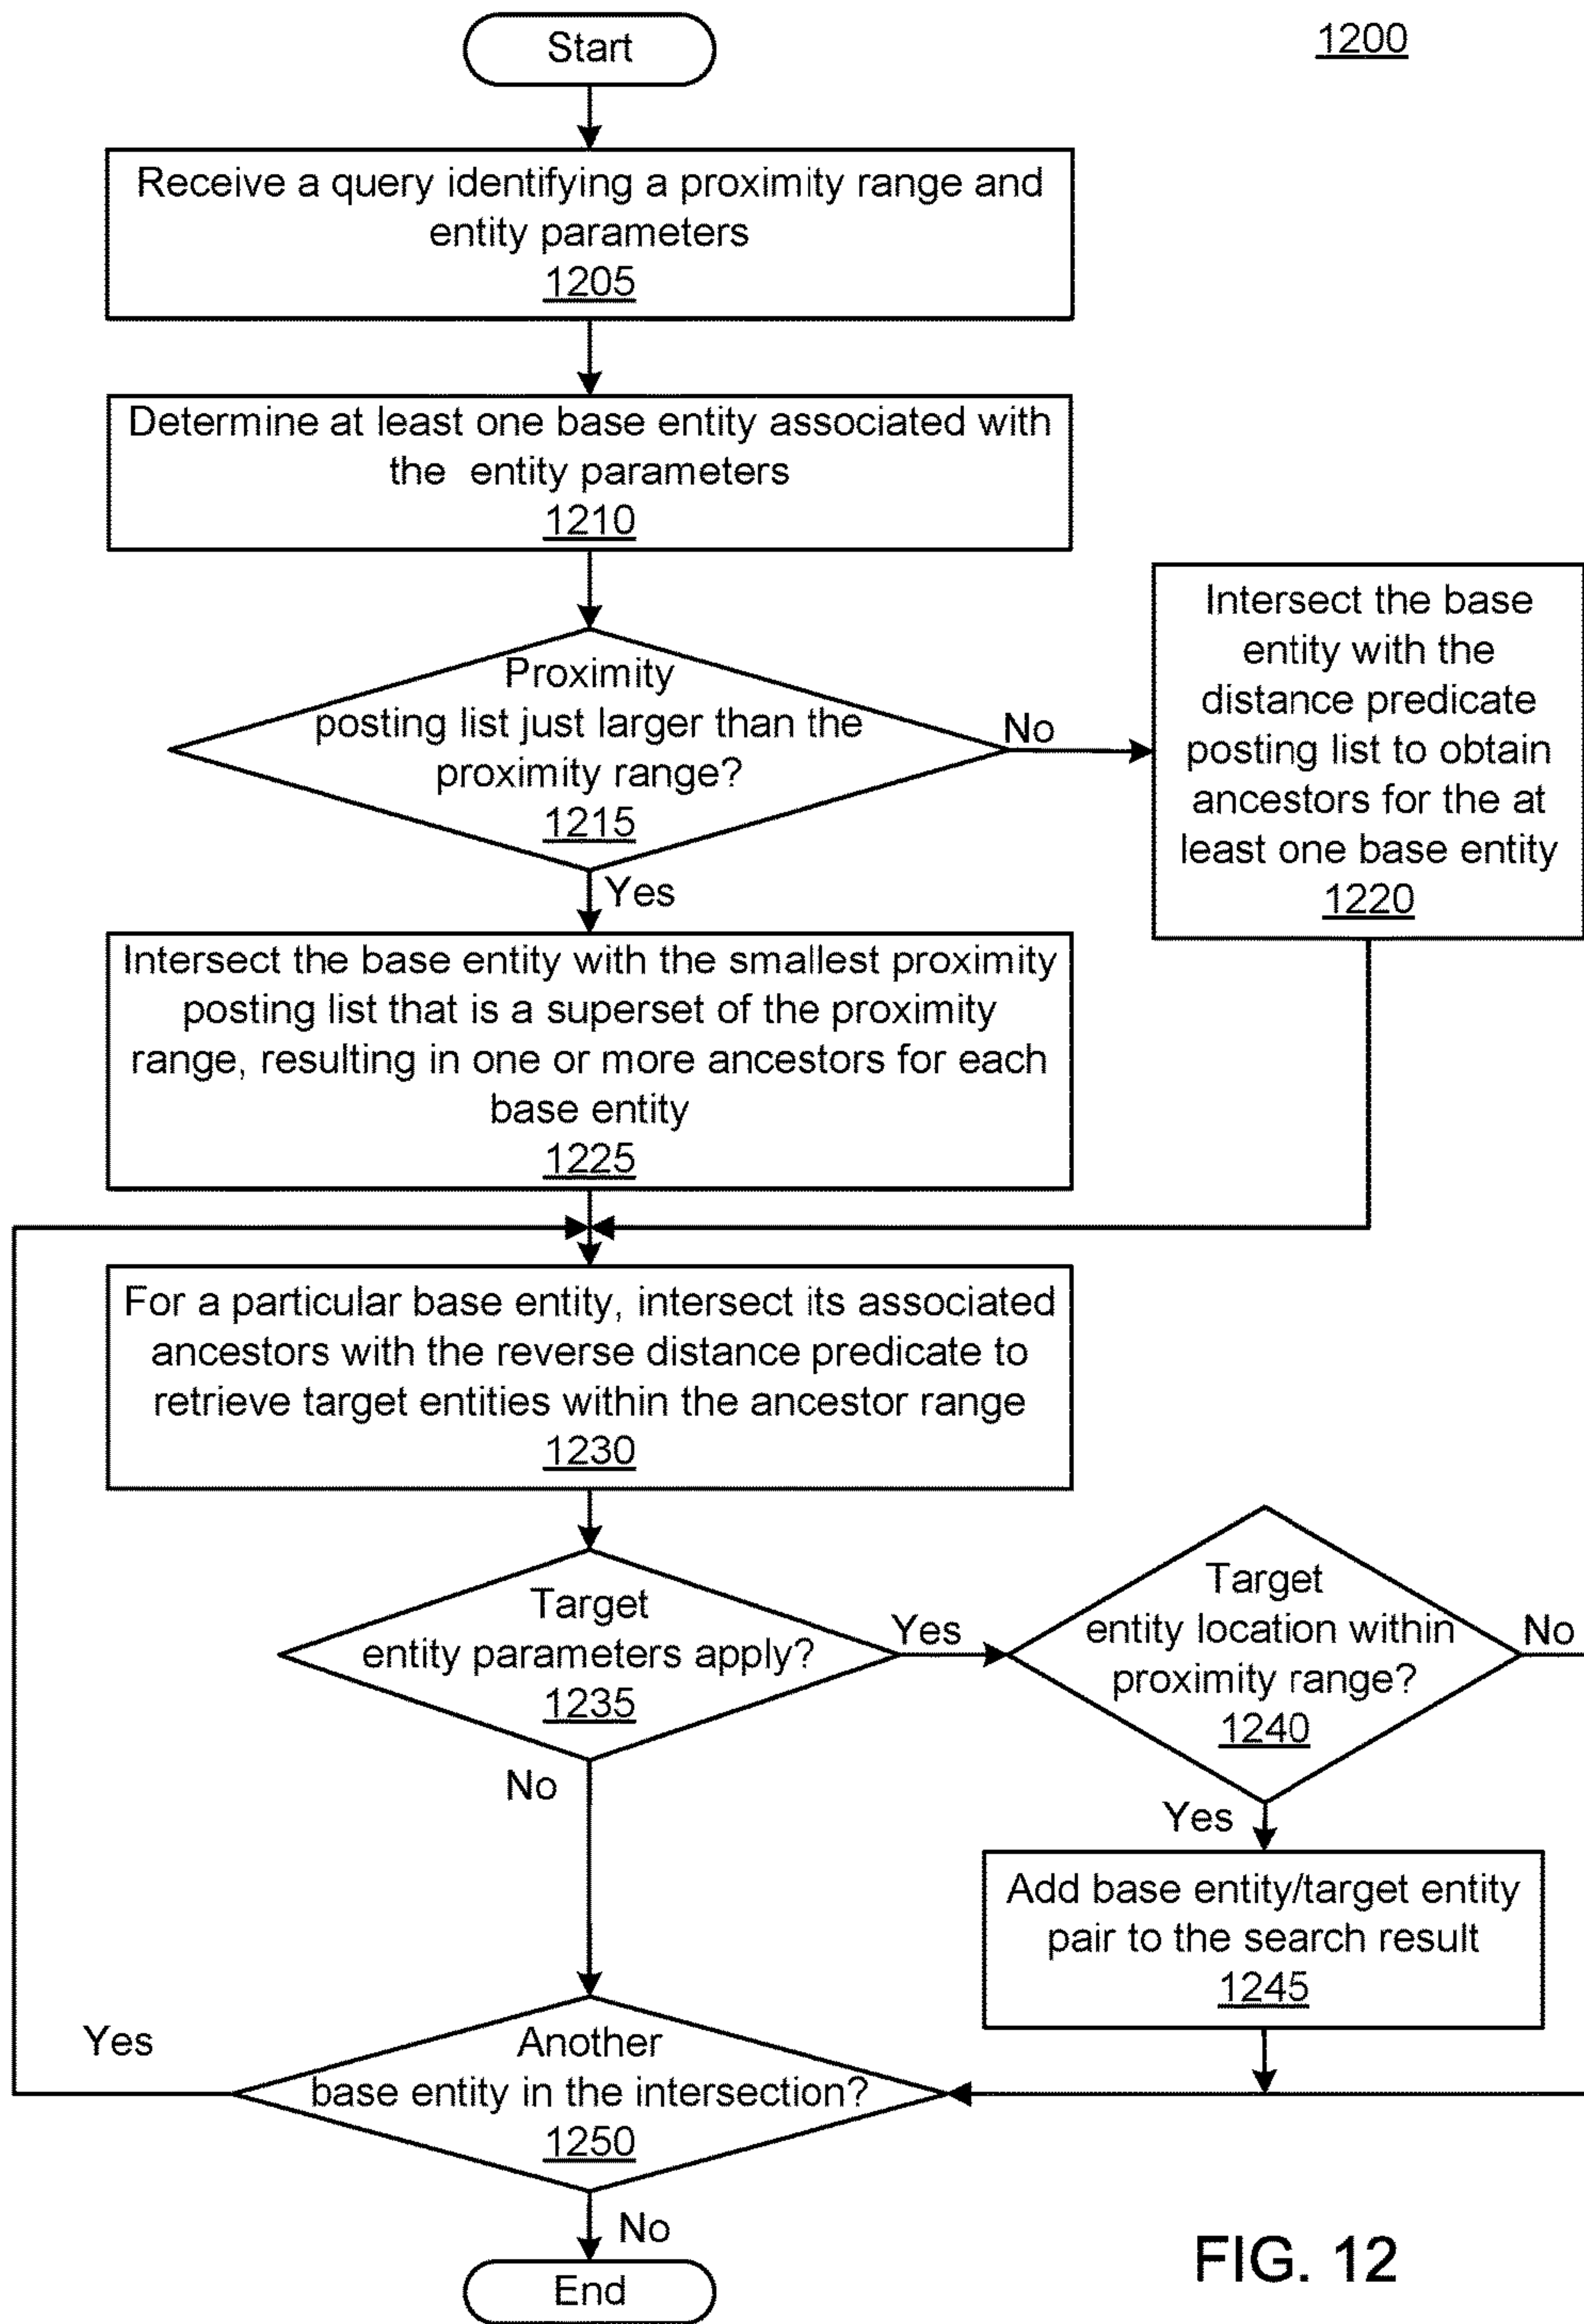 Start
1200
Receive a query identifying a proximity range and
entity parameters
1205
Determine at least one base entity associated with
the entity parameters
1210
Proximity
posting list just larger than the
proximity range?
1215
No
Intersect the base
entity with the
distance predicate
posting list to obtain
ancestors for the at
least one base entity
1220
Yes
Intersect the base entity with the smallest proximity
posting list that is a superset of the proximity
range, resulting in one or more ancestors for each
base entity
1225
For a particular base entity, intersect its associated
ancestors with the reverse distance predicate to
retrieve target entities within the ancestor range
1230
Target
entity parameters apply?
1235
Yes
Target
entity location within
proximity range?
1240
No
No
Yes
Add base entity/target entity
pair to the search result
1245
Another
base entity in the intersection?
1250
Yes
No
End
FIG. 12